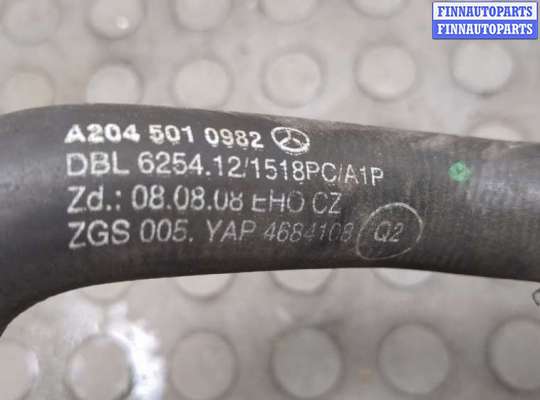 FINNAUTOPARTS
FINNAUTOPARTS
A204 501 0982
DBL 6254.12/1518PC/A1P
Zd.: 08.08.08 EHO CZ
ZGS 005. YAP 4684108 Q2